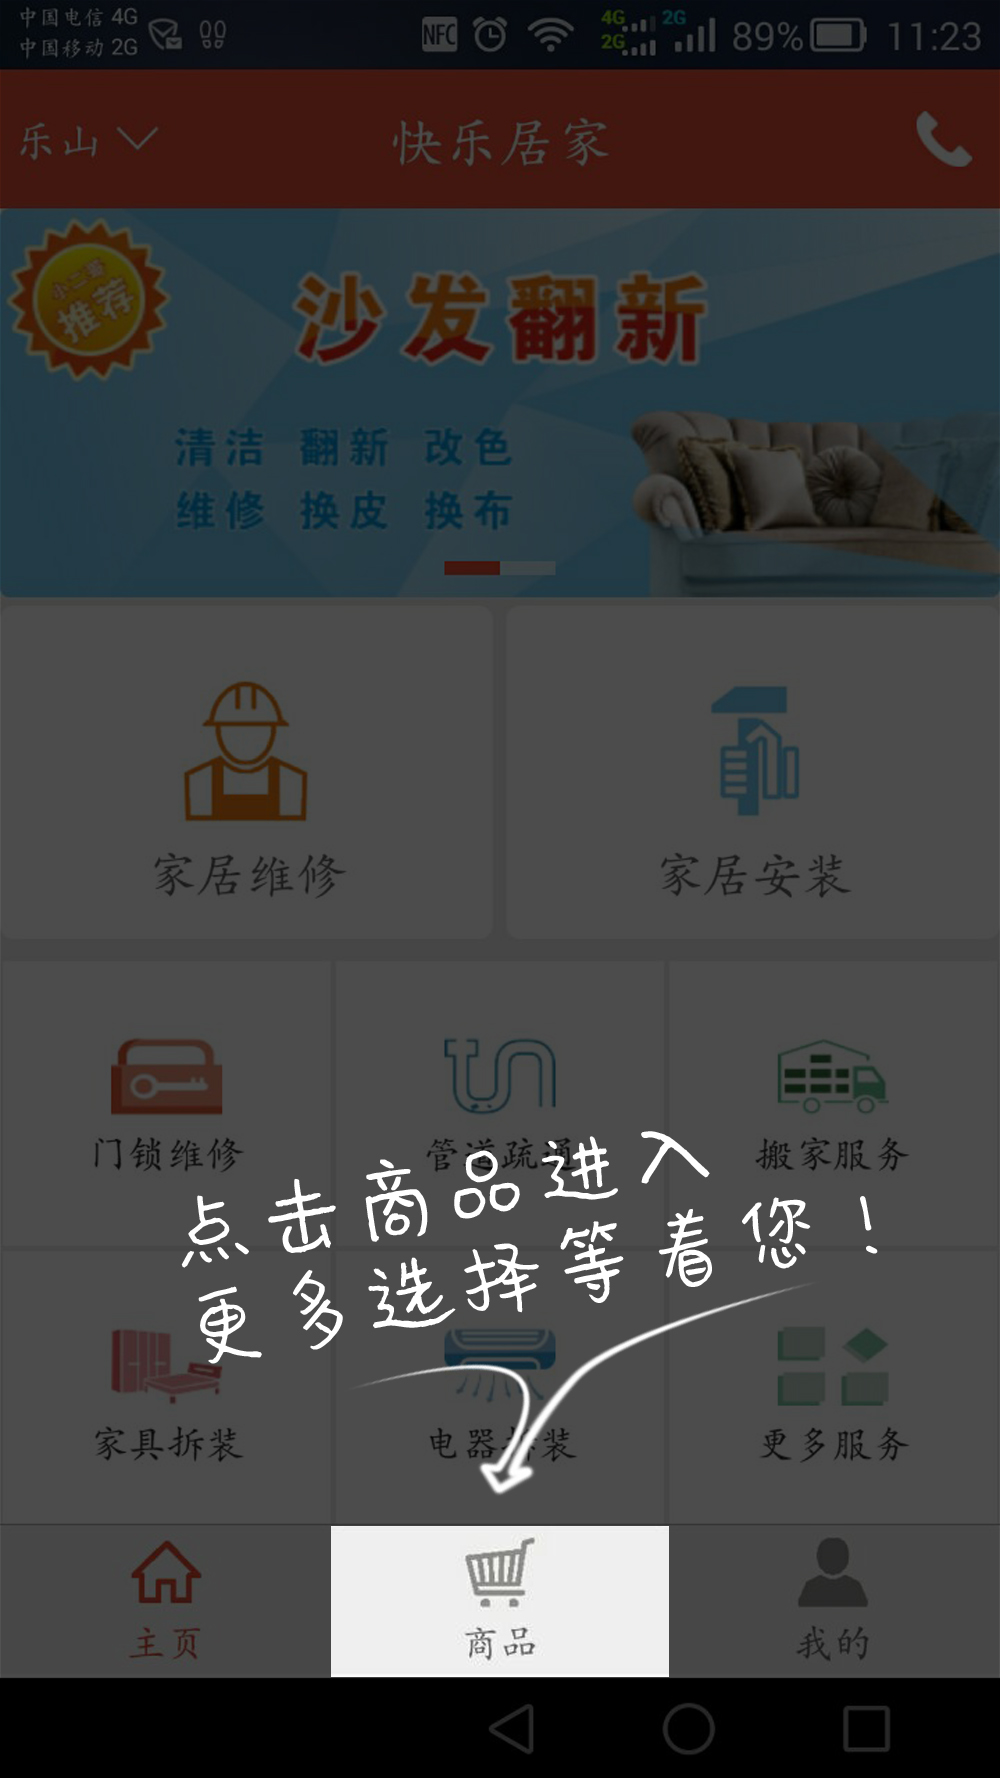 中国电信 4G
中国移动 2G
NFC
4G
2G
2G
89%
11:23
乐山
快乐居家
小二哥
推荐
沙发翻新
清洁 翻新 改色
维修 换皮 换布
家居维修
家居安装
门锁维修
管道疏通
搬家服务
点击商品进入
更多选择等着您！
家具拆装
电器拆装
更多服务
主页
商品
我的